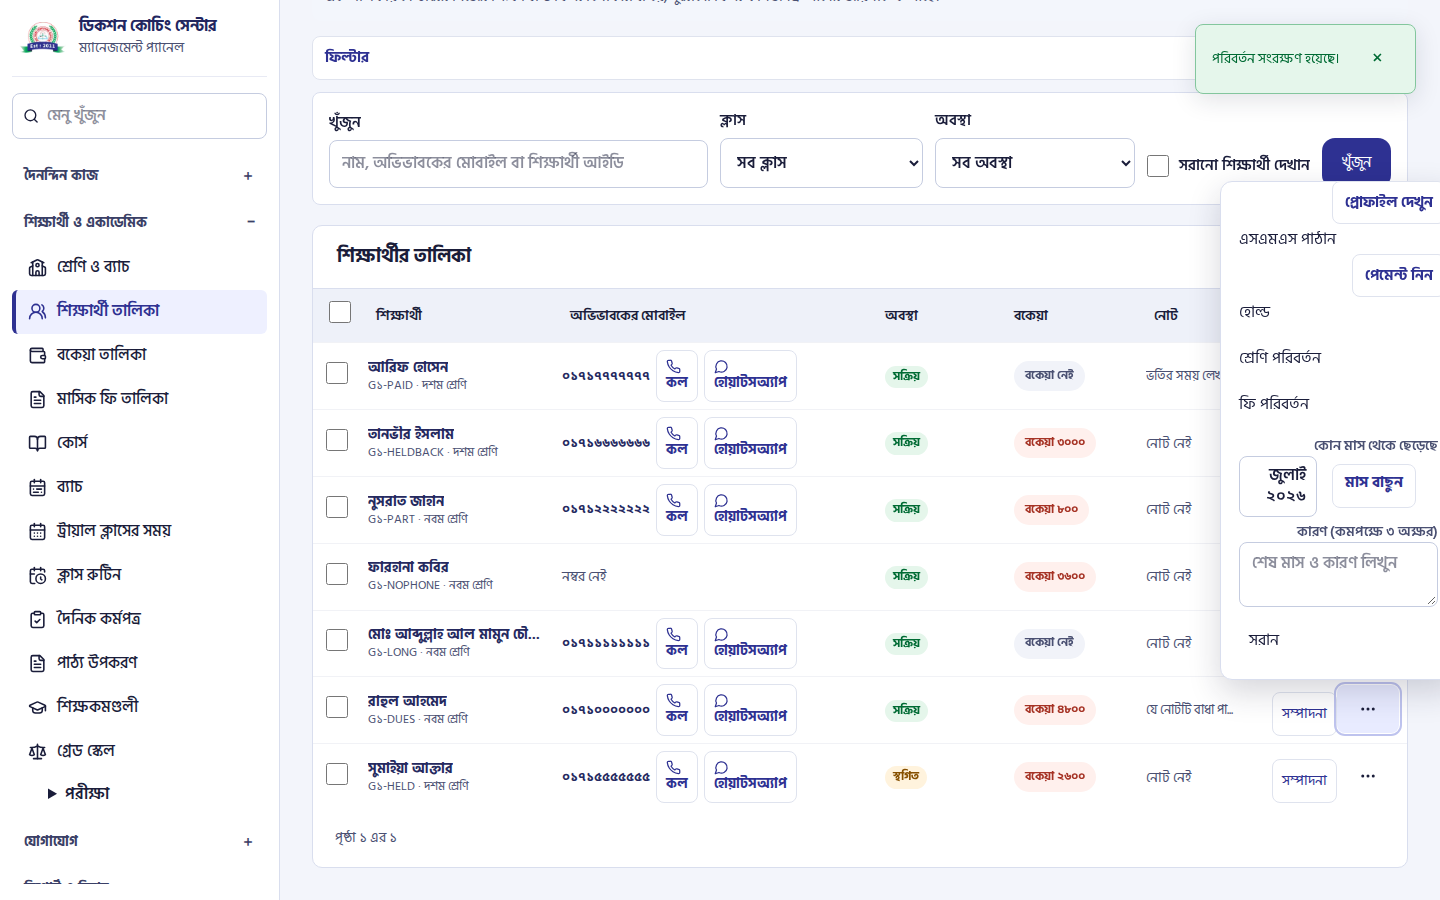 ডিকশন কোচিং সেন্টার
ম্যানেজমেন্ট প্যানেল
Est : 2011
মেনু খুঁজুন
দৈনন্দিন কাজ +
শিক্ষার্থী ও একাডেমিক −
শ্রেণি ও ব্যাচ
শিক্ষার্থী তালিকা
বকেয়া তালিকা
মাসিক ফি তালিকা
কোর্স
ব্যাচ
ট্রায়াল ক্লাসের সময়
ক্লাস রুটিন
দৈনিক কর্মপত্র
পাঠ্য উপকরণ
শিক্ষকমণ্ডলী
গ্রেড স্কেল
▶ পরীক্ষা
যোগাযোগ +
ফিল্টার
পরিবর্তন সংরক্ষণ হয়েছে। ×
খুঁজুন
নাম, অভিভাবকের মোবাইল বা শিক্ষার্থী আইডি
ক্লাস
সব ক্লাস
অবস্থা
সব অবস্থা
সরানো শিক্ষার্থী দেখান
খুঁজুন
শিক্ষার্থীর তালিকা
শিক্ষার্থী অভিভাবকের মোবাইল অবস্থা বকেয়া নোট
আরিফ হোসেন
G১-PAID · দশম শ্রেণি
০১৭১৭৭৭৭৭৭৭ কল হোয়াটসঅ্যাপ সক্রিয় বকেয়া নেই ভর্তির সময় লেখ
তানভীর ইসলাম
G১-HELDBACK · দশম শ্রেণি
০১৭১৬৬৬৬৬৬৬ কল হোয়াটসঅ্যাপ সক্রিয় বকেয়া ৩০০০ নোট নেই
নুসরাত জাহান
G১-PART · নবম শ্রেণি
০১৭১২২২২২২২ কল হোয়াটসঅ্যাপ সক্রিয় বকেয়া ৮০০ নোট নেই
ফারহানা কবির
G১-NOPHONE · নবম শ্রেণি
নম্বর নেই সক্রিয় বকেয়া ৩৬০০ নোট নেই
মোঃ আব্দুল্লাহ আল মামুন চৌ...
G১-LONG · নবম শ্রেণি
০১৭১১১১১১১১ কল হোয়াটসঅ্যাপ সক্রিয় বকেয়া নেই নোট নেই
রাহুল আহমেদ
G১-DUES · নবম শ্রেণি
০১৭১০০০০০০০ কল হোয়াটসঅ্যাপ সক্রিয় বকেয়া ৪৮০০ যে নোটটি বাধা পা... সম্পাদনা ...
সুমাইয়া আক্তার
G১-HELD · দশম শ্রেণি
০১৭১৫৫৫৫৫৫৫ কল হোয়াটসঅ্যাপ স্থগিত বকেয়া ২৬০০ নোট নেই সম্পাদনা ...
পৃষ্ঠা ১ এর ১
প্রোফাইল দেখুন
এসএমএস পাঠান
পেমেন্ট নিন
হোল্ড
শ্রেণি পরিবর্তন
ফি পরিবর্তন
কোন মাস থেকে ছেড়েছে
জুলাই
২০২৬
মাস বাছুন
কারণ (কমপক্ষে ৩ অক্ষর)
শেষ মাস ও কারণ লিখুন
সরান